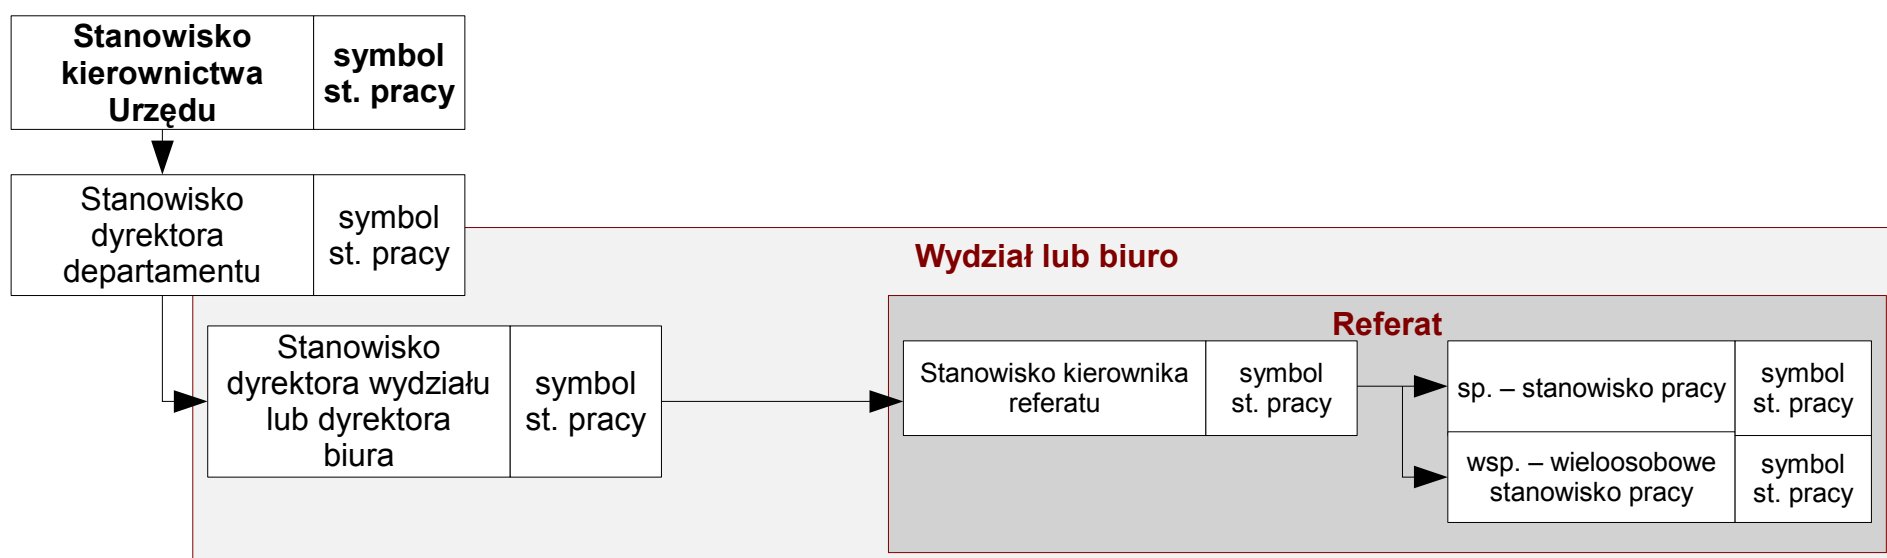 Stanowisko
kierownictwa
Urzędu
symbol
st. pracy
Stanowisko
dyrektora
departamentu
symbol
st. pracy
Wydział lub biuro
Stanowisko
dyrektora wydziału
lub dyrektora
biura
symbol
st. pracy
Referat
Stanowisko kierownika
referatu
symbol
st. pracy
sp. – stanowisko pracy
symbol
st. pracy
wsp. – wieloosobowe
stanowisko pracy
symbol
st. pracy